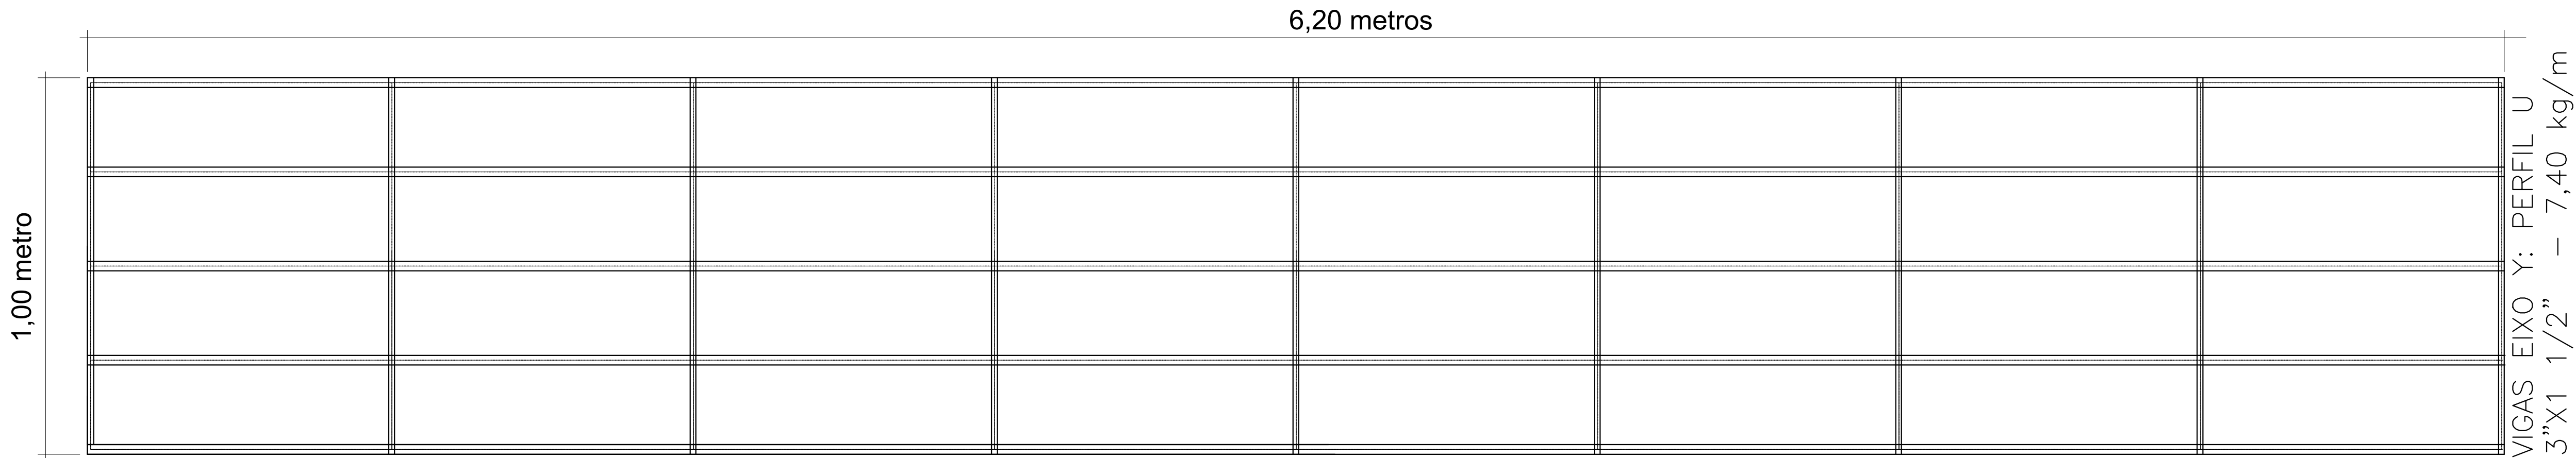 6,20 metros
1,00 metro
VIGAS EIXO Y: PERFIL U
3"X1 1/2" - 7,40 kg/m